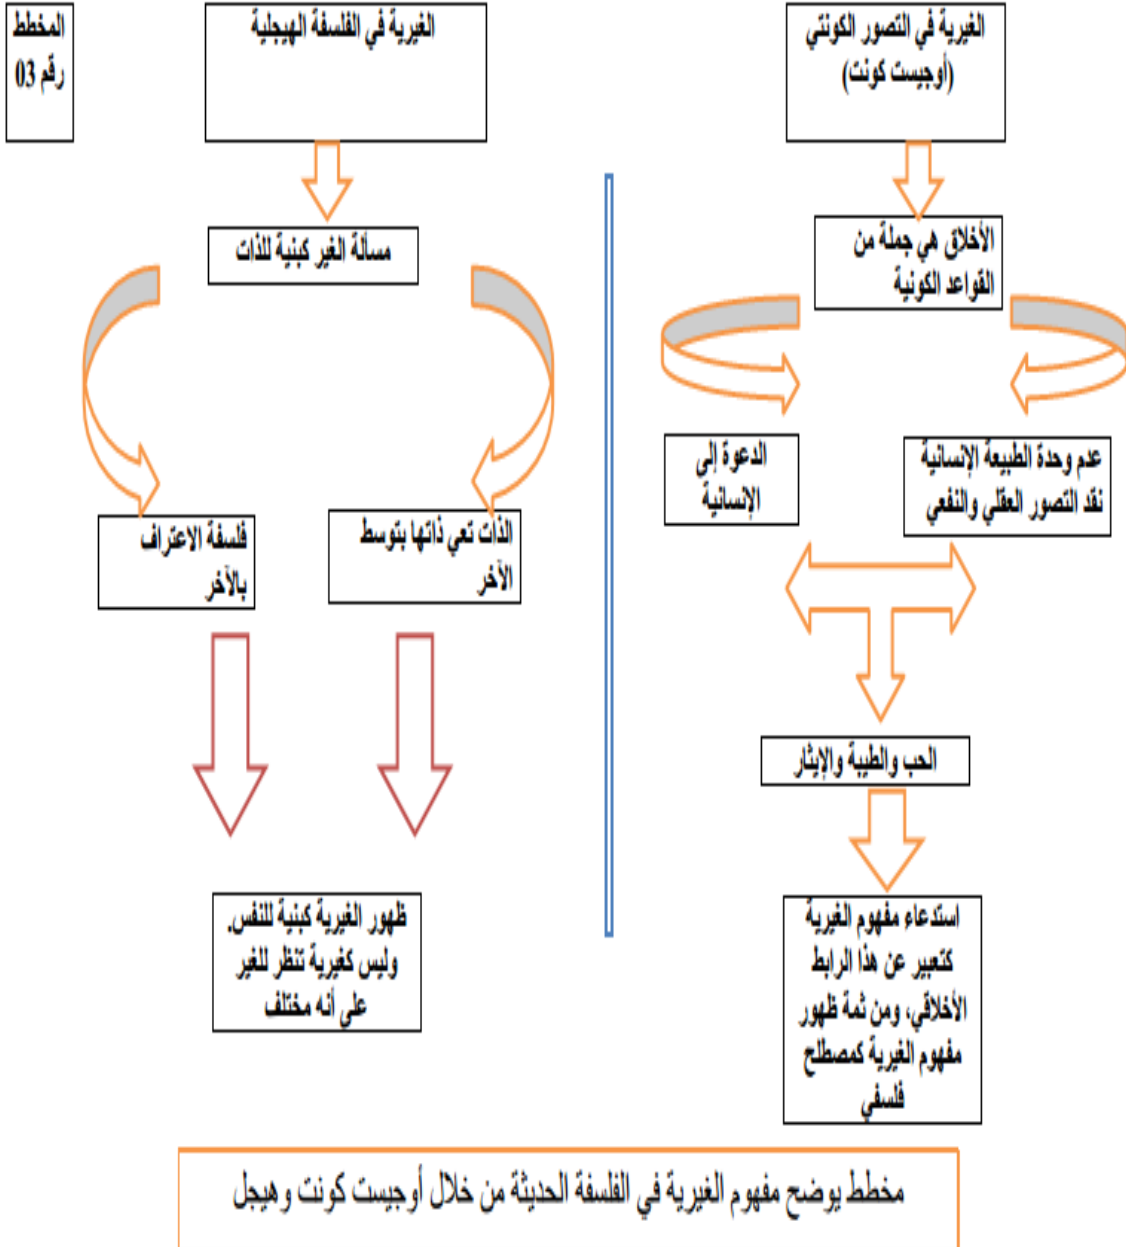 الغيرية في التصور الكونتي
(أوجيست كونت)
الغيرية في الفلسفة الهيجلية
المخطط
رقم 03
الأخلاق هي جملة من
القواعد الكونية
عدم وحدة الطبيعة الإنسانية
نقد التصور العقلي والنفعي
الدعوة إلى
الإنسانية
الحب والطيبة والإيثار
استدعاء مفهوم الغيرية
كتعبير عن هذا الرابط
الأخلاقي، ومن ثمة ظهور
مفهوم الغيرية كمصطلح
فلسفي
مسألة الغير كبنية للذات
الذات تعي ذاتها بتوسط
الآخر
فلسفة الاعتراف
بالآخر
ظهور الغيرية كبنية للنفس.
وليس كغيرية تنظر للغير
على أنه مختلف
مخطط يوضح مفهوم الغيرية في الفلسفة الحديثة من خلال أوجيست كونت وهيجل